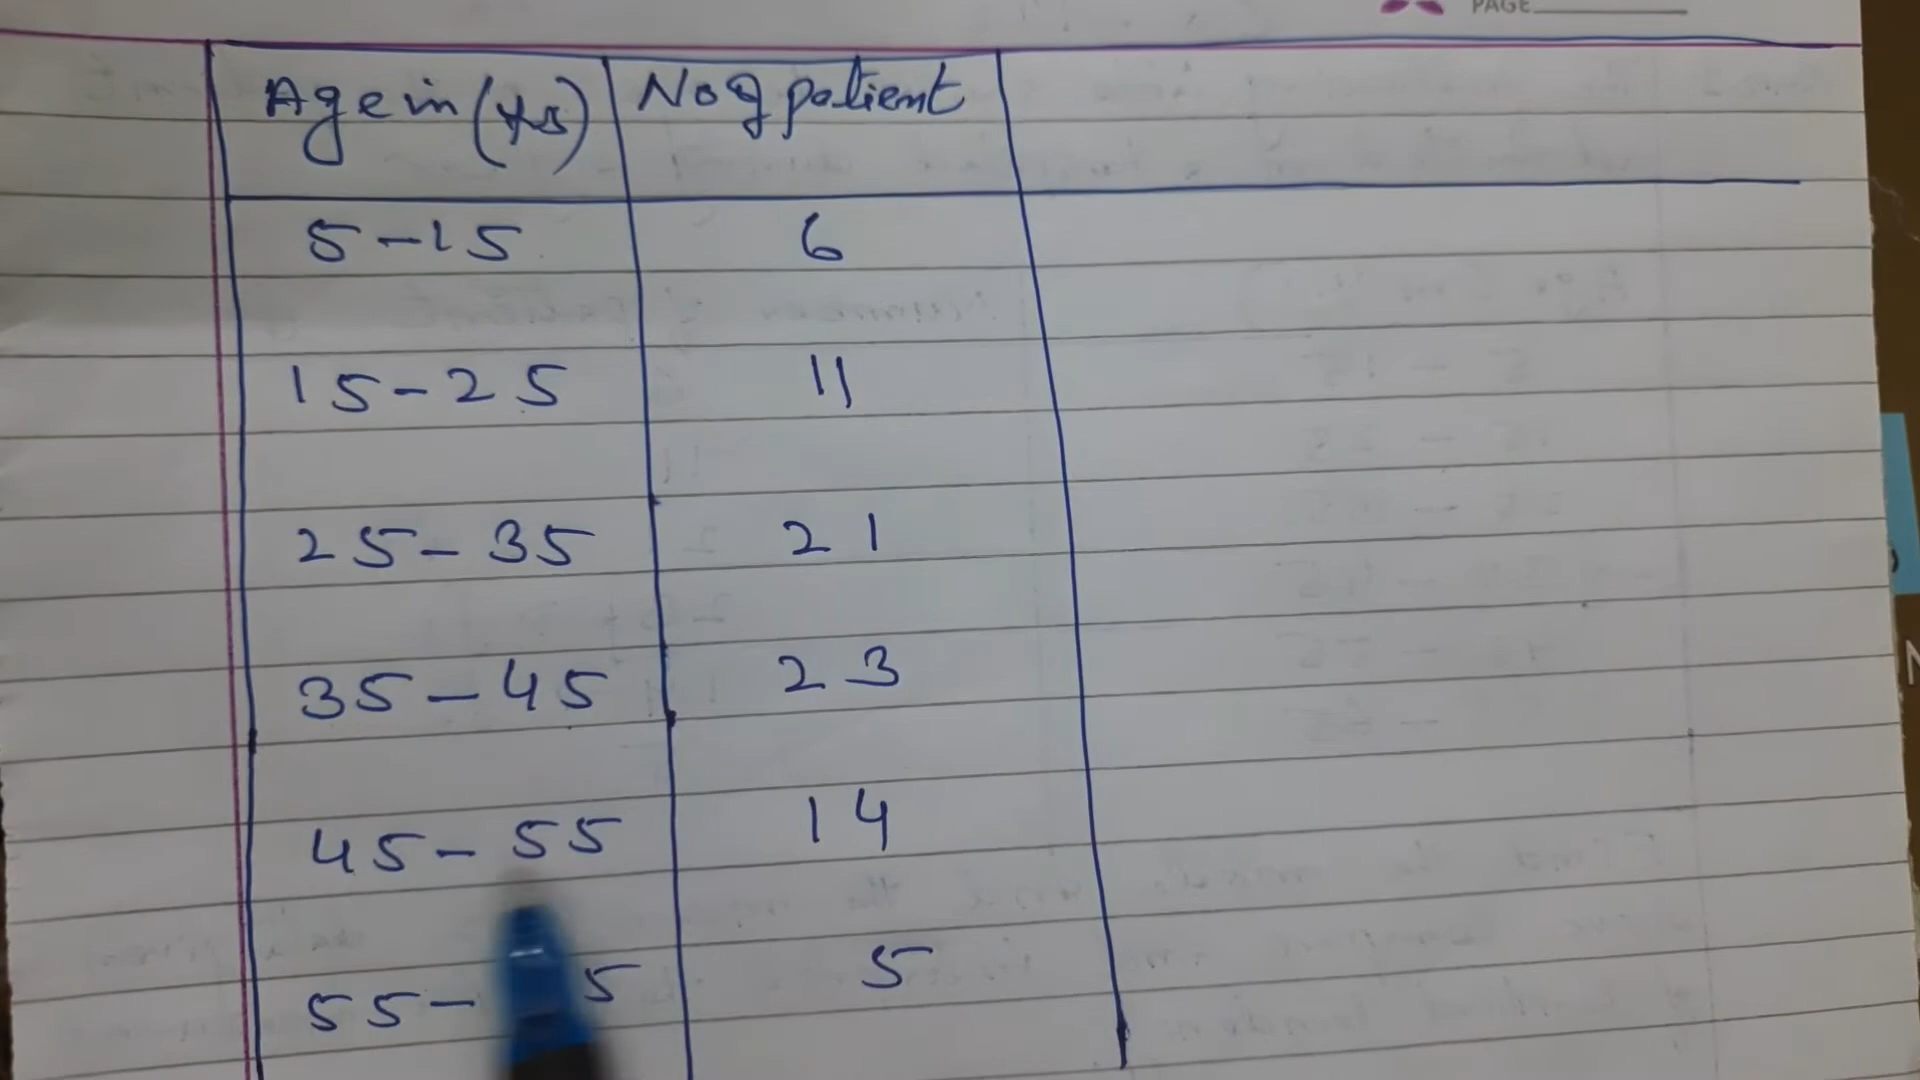 PAGE
Age in (yrs) No of patient
5-15 6
15-25 11
25-35 21
35-45 23
45-55 14
55- 5 5